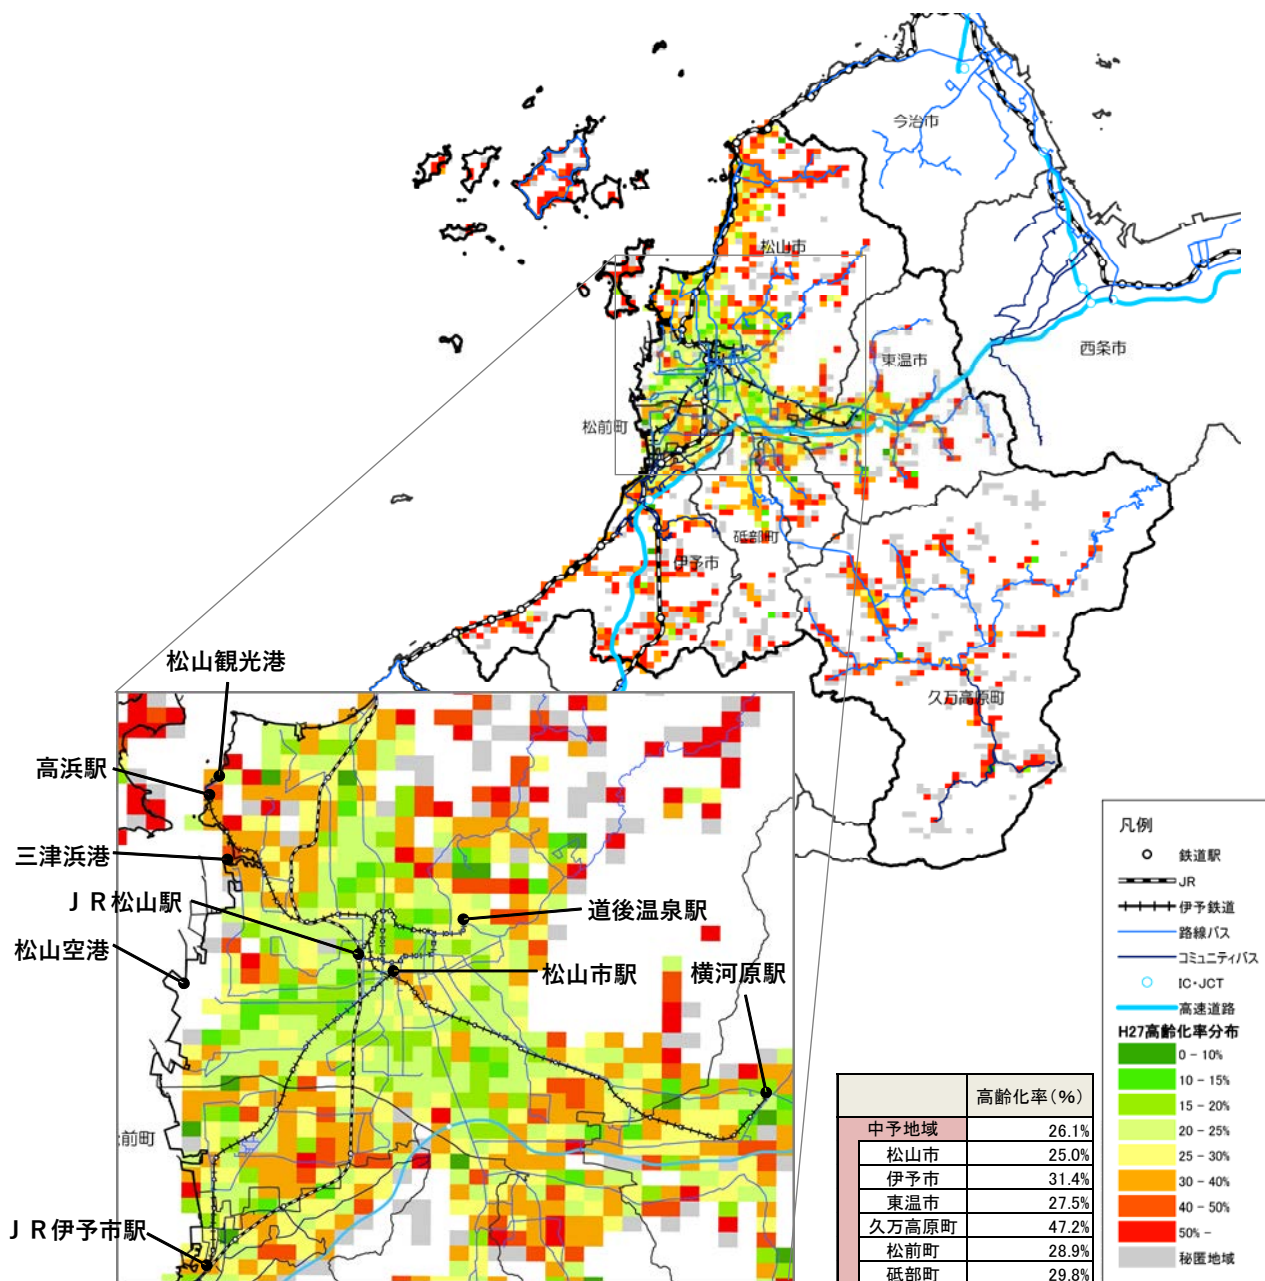 今治市
松山市
東温市
西条市
松前町
砥部町
伊予市
久万高原町
松山観光港
高浜駅
三津浜港
ＪＲ松山駅
松山空港
道後温泉駅
松山市駅
横河原駅
前町
ＪＲ伊予市駅
凡例
鉄道駅
JR
伊予鉄道
路線バス
コミュニティバス
IC・JCT
高速道路
H27高齢化率分布
0 - 10%
10 - 15%
15 - 20%
20 - 25%
25 - 30%
30 - 40%
40 - 50%
50% -
秘匿地域
高齢化率(%)
中予地域 26.1%
松山市 25.0%
伊予市 31.4%
東温市 27.5%
久万高原町 47.2%
松前町 28.9%
砥部町 29.8%